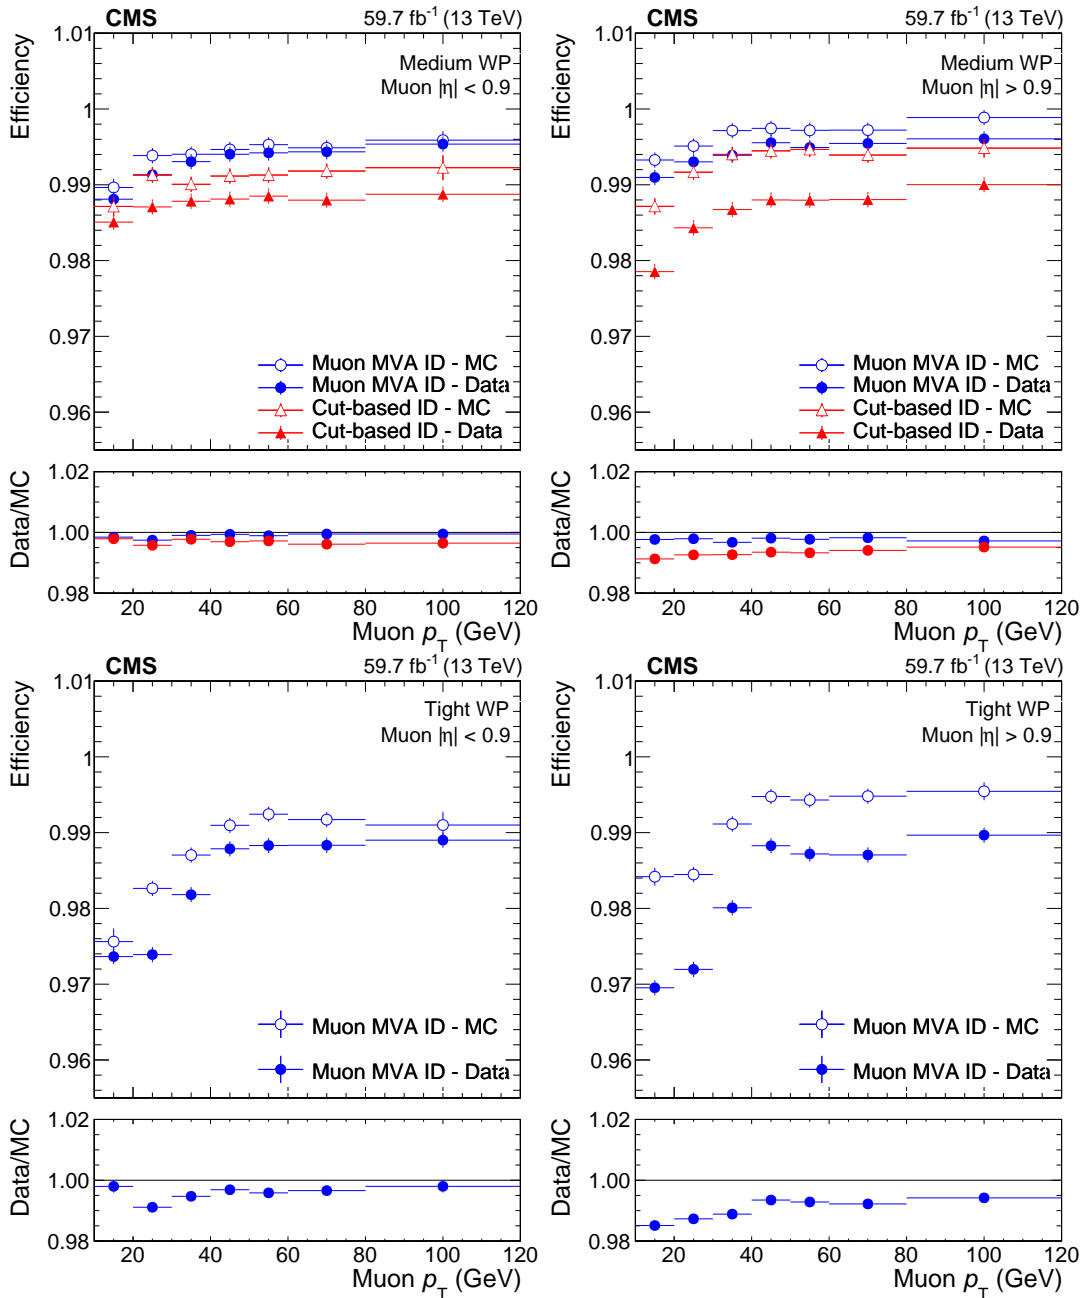 CMS 59.7 fb⁻¹ (13 TeV)
Efficiency
1.01
1
0.99
0.98
0.97
0.96
Medium WP
Muon |η| < 0.9
Muon MVA ID - MC
Muon MVA ID - Data
Cut-based ID - MC
Cut-based ID - Data
Data/MC
1.02
1.00
0.98
20 40 60 80 100 120
Muon p_T (GeV)
CMS 59.7 fb⁻¹ (13 TeV)
Efficiency
1.01
1
0.99
0.98
0.97
0.96
Medium WP
Muon |η| > 0.9
Muon MVA ID - MC
Muon MVA ID - Data
Cut-based ID - MC
Cut-based ID - Data
Data/MC
1.02
1.00
0.98
20 40 60 80 100 120
Muon p_T (GeV)
CMS 59.7 fb⁻¹ (13 TeV)
Efficiency
1.01
1
0.99
0.98
0.97
0.96
Tight WP
Muon |η| < 0.9
Muon MVA ID - MC
Muon MVA ID - Data
Data/MC
1.02
1.00
0.98
20 40 60 80 100 120
Muon p_T (GeV)
CMS 59.7 fb⁻¹ (13 TeV)
Efficiency
1.01
1
0.99
0.98
0.97
0.96
Tight WP
Muon |η| > 0.9
Muon MVA ID - MC
Muon MVA ID - Data
Data/MC
1.02
1.00
0.98
20 40 60 80 100 120
Muon p_T (GeV)